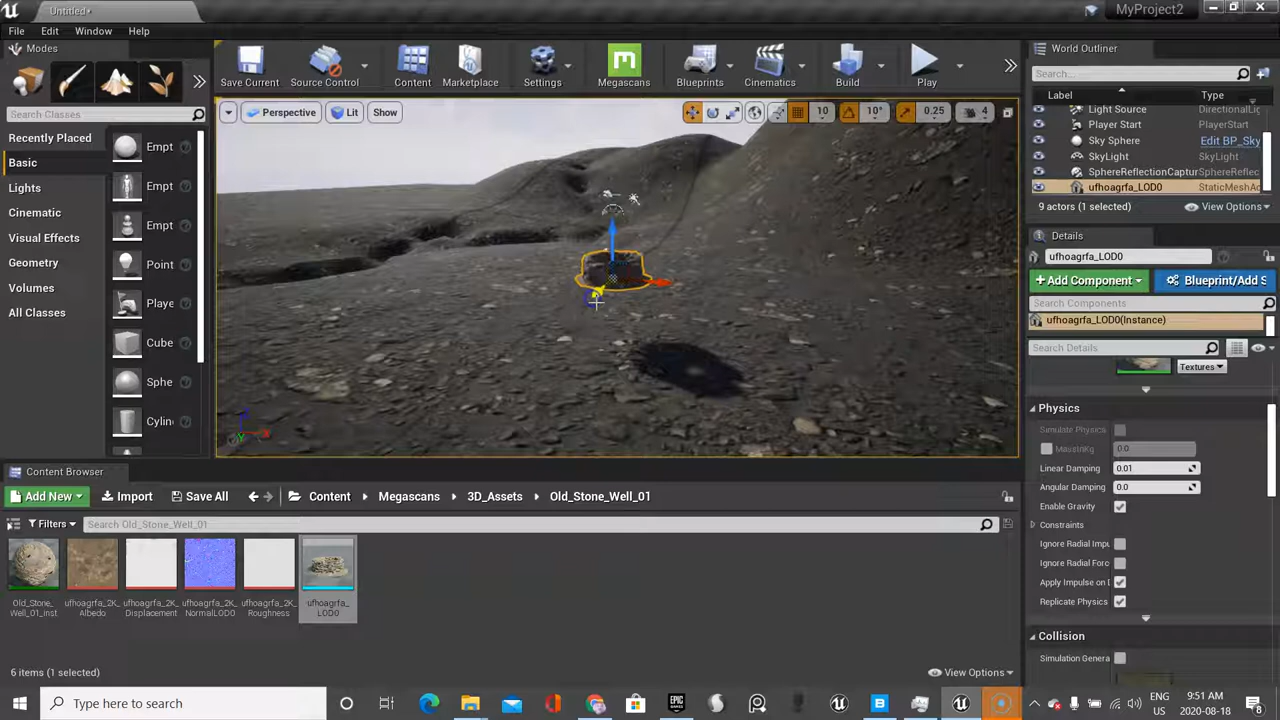 Untitled*
MyProject2
File Edit Window Help
Modes
Search Classes
Recently Placed
Basic
Lights
Cinematic
Visual Effects
Geometry
Volumes
All Classes
Empt
Empt
Empt
Point
Playe
Cube
Sphe
Cylin
Save Current Source Control Content Marketplace Settings Megascans Blueprints Cinematics Build Play
Perspective Lit Show
10 10° 0.25 4
World Outliner
Search...
Label Type
Light Source DirectionalLig
Player Start PlayerStart
Sky Sphere Edit BP_Sky
SkyLight SkyLight
SphereReflectionCaptur SphereReflec
ufhoagrfa_LOD0 StaticMeshAc
9 actors (1 selected) View Options
Details
ufhoagrfa_LOD0
Add Component Blueprint/Add S
Search Components
ufhoagrfa_LOD0(Instance)
Search Details
Textures
Physics
Simulate Physics
MassInKg 0.0
Linear Damping 0.01
Angular Damping 0.0
Enable Gravity
Constraints
Ignore Radial Impu
Ignore Radial Forc
Apply Impulse on D
Replicate Physics
Collision
Simulation Genera
Content Browser
Add New Import Save All Content Megascans 3D_Assets Old_Stone_Well_01
Filters Search Old_Stone_Well_01
Old_Stone_
Well_01_inst
ufhoagrfa_2K_
Albedo
ufhoagrfa_2K_
Displacement
ufhoagrfa_2K_
NormalLOD0
ufhoagrfa_2K_
Roughness
ufhoagrfa_
LOD0
6 items (1 selected) View Options
Type here to search
ENG
US
9:51 AM
2020-08-18
8